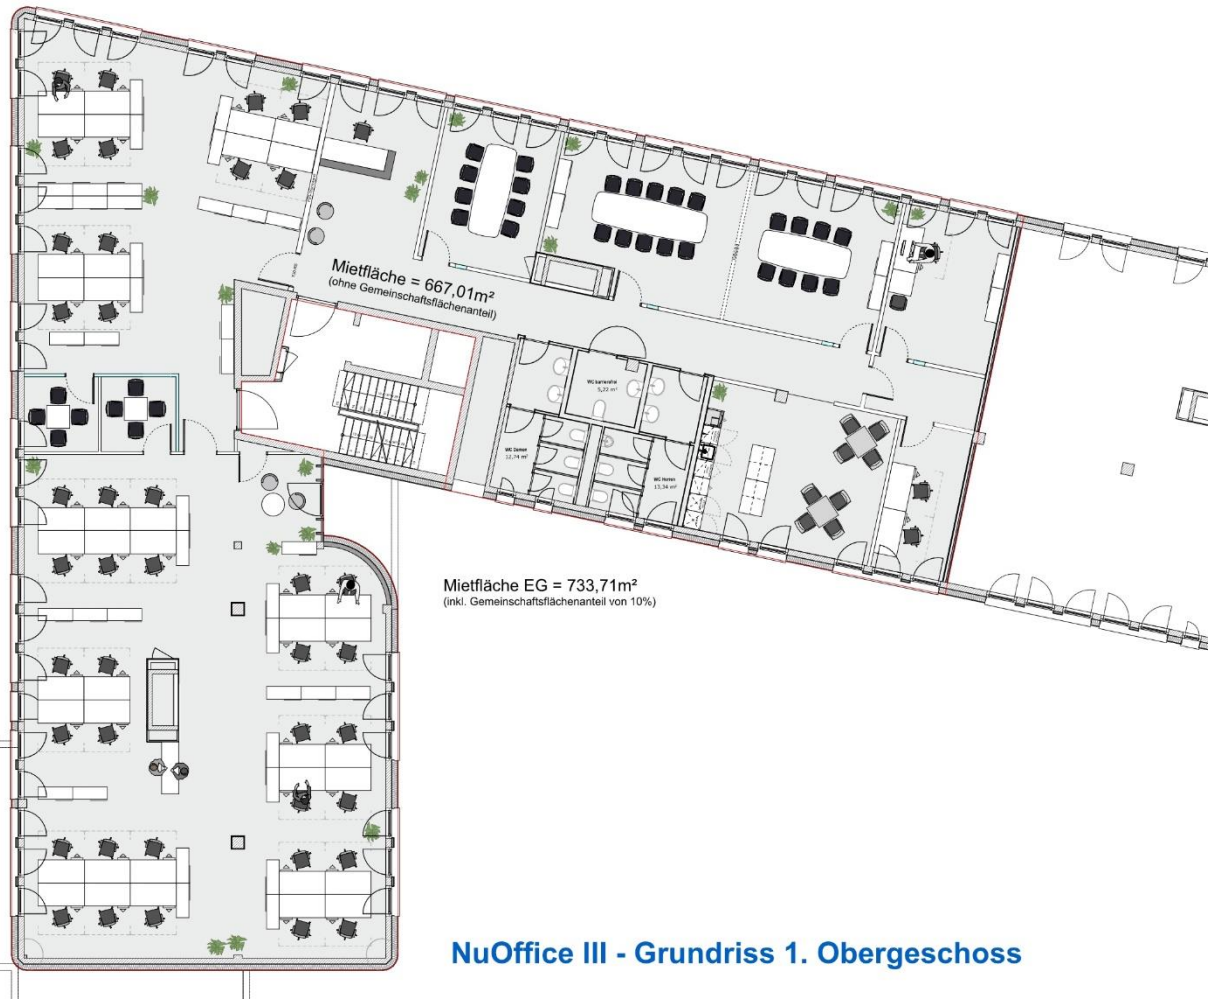 Mietfläche = 667,01m²
(ohne Gemeinschaftsflächenanteil)
WC barrierefrei
5,22 m²
WC Damen
12,74 m²
WC Herren
13,34 m²
Mietfläche EG = 733,71m²
(inkl. Gemeinschaftsflächenanteil von 10%)
NuOffice III - Grundriss 1. Obergeschoss